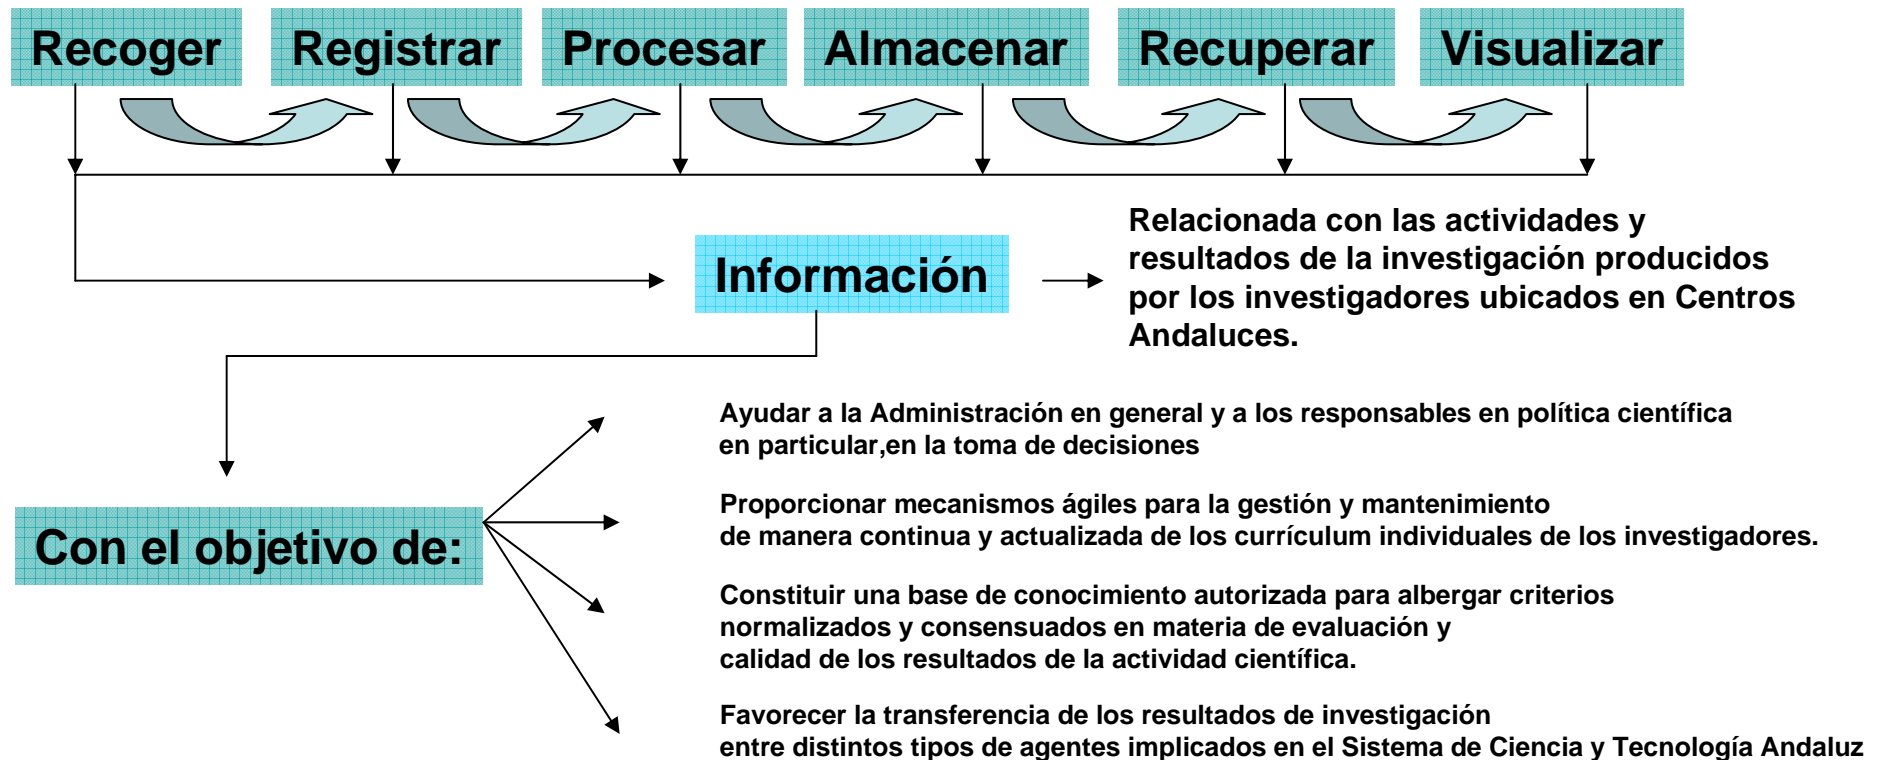 Recoger Registrar Procesar Almacenar Recuperar Visualizar
Información
Relacionada con las actividades y
resultados de la investigación producidos
por los investigadores ubicados en Centros
Andaluces.
Con el objetivo de:
Ayudar a la Administración en general y a los responsables en política científica
en particular,en la toma de decisiones
Proporcionar mecanismos ágiles para la gestión y mantenimiento
de manera continua y actualizada de los currículum individuales de los investigadores.
Constituir una base de conocimiento autorizada para albergar criterios
normalizados y consensuados en materia de evaluación y
calidad de los resultados de la actividad científica.
Favorecer la transferencia de los resultados de investigación
entre distintos tipos de agentes implicados en el Sistema de Ciencia y Tecnología Andaluz